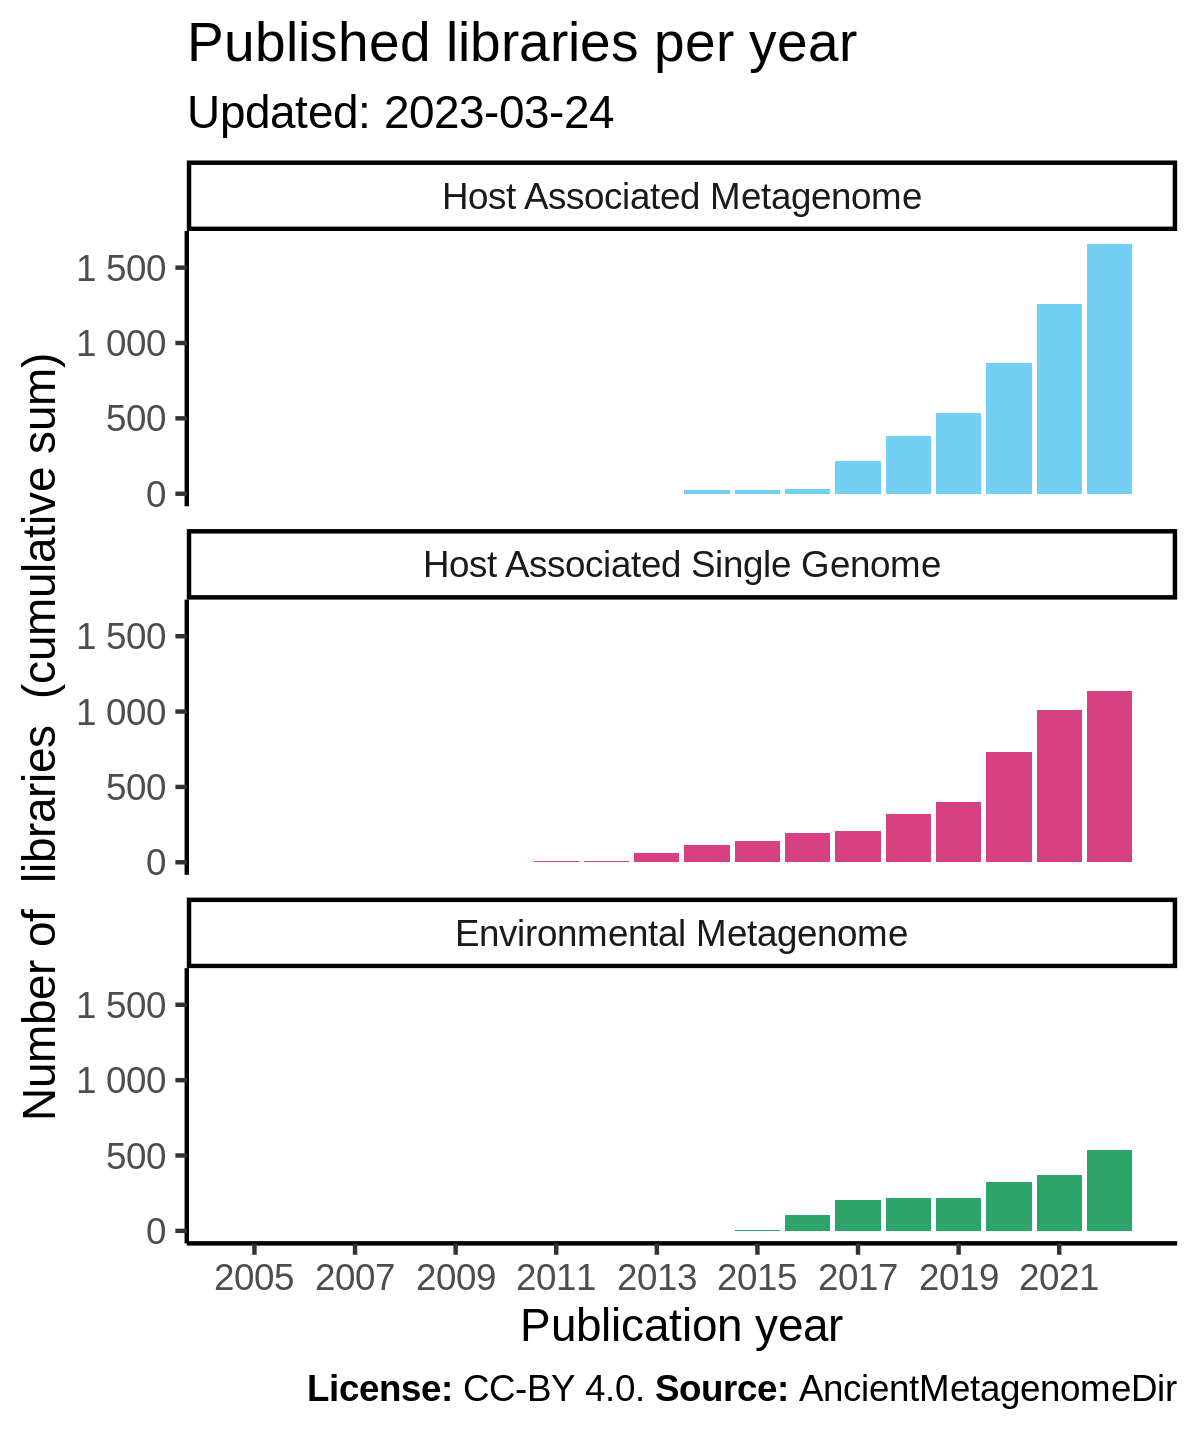 Published libraries per year
Updated: 2023-03-24
Host Associated Metagenome
1 500
1 000
500
0
Host Associated Single Genome
1 500
1 000
500
0
Environmental Metagenome
1 500
1 000
500
0
Number of libraries (cumulative sum)
2005 2007 2009 2011 2013 2015 2017 2019 2021
Publication year
License: CC-BY 4.0. Source: AncientMetagenomeDir